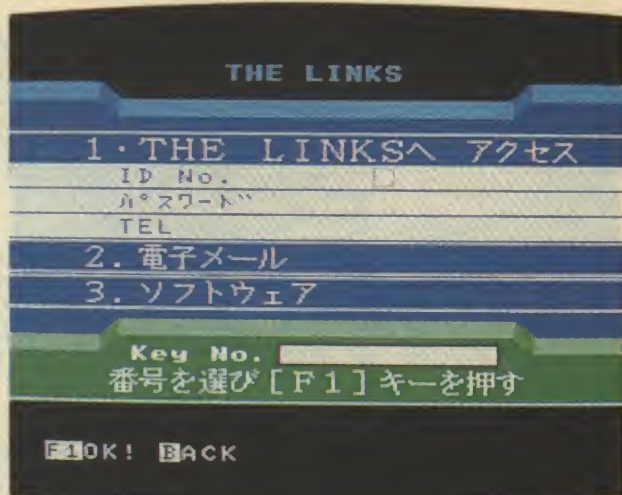 THE LINKS
1・THE LINKSへ アクセス
ID No.
パスワード
TEL
2. 電子メール
3. ソフトウェア
Key No.
番号を選び[F1]キーを押す
F1OK! BACK